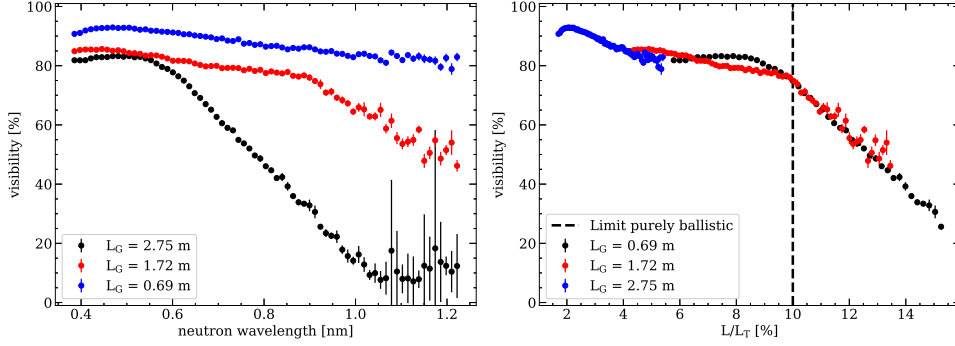 100
80
60
40
20
0
visibility [%]
L_G = 2.75 m
L_G = 1.72 m
L_G = 0.69 m
0.4 0.6 0.8 1.0 1.2
neutron wavelength [nm]
100
80
60
40
20
0
visibility [%]
Limit purely ballistic
L_G = 0.69 m
L_G = 1.72 m
L_G = 2.75 m
2 4 6 8 10 12 14
L/L_T [%]